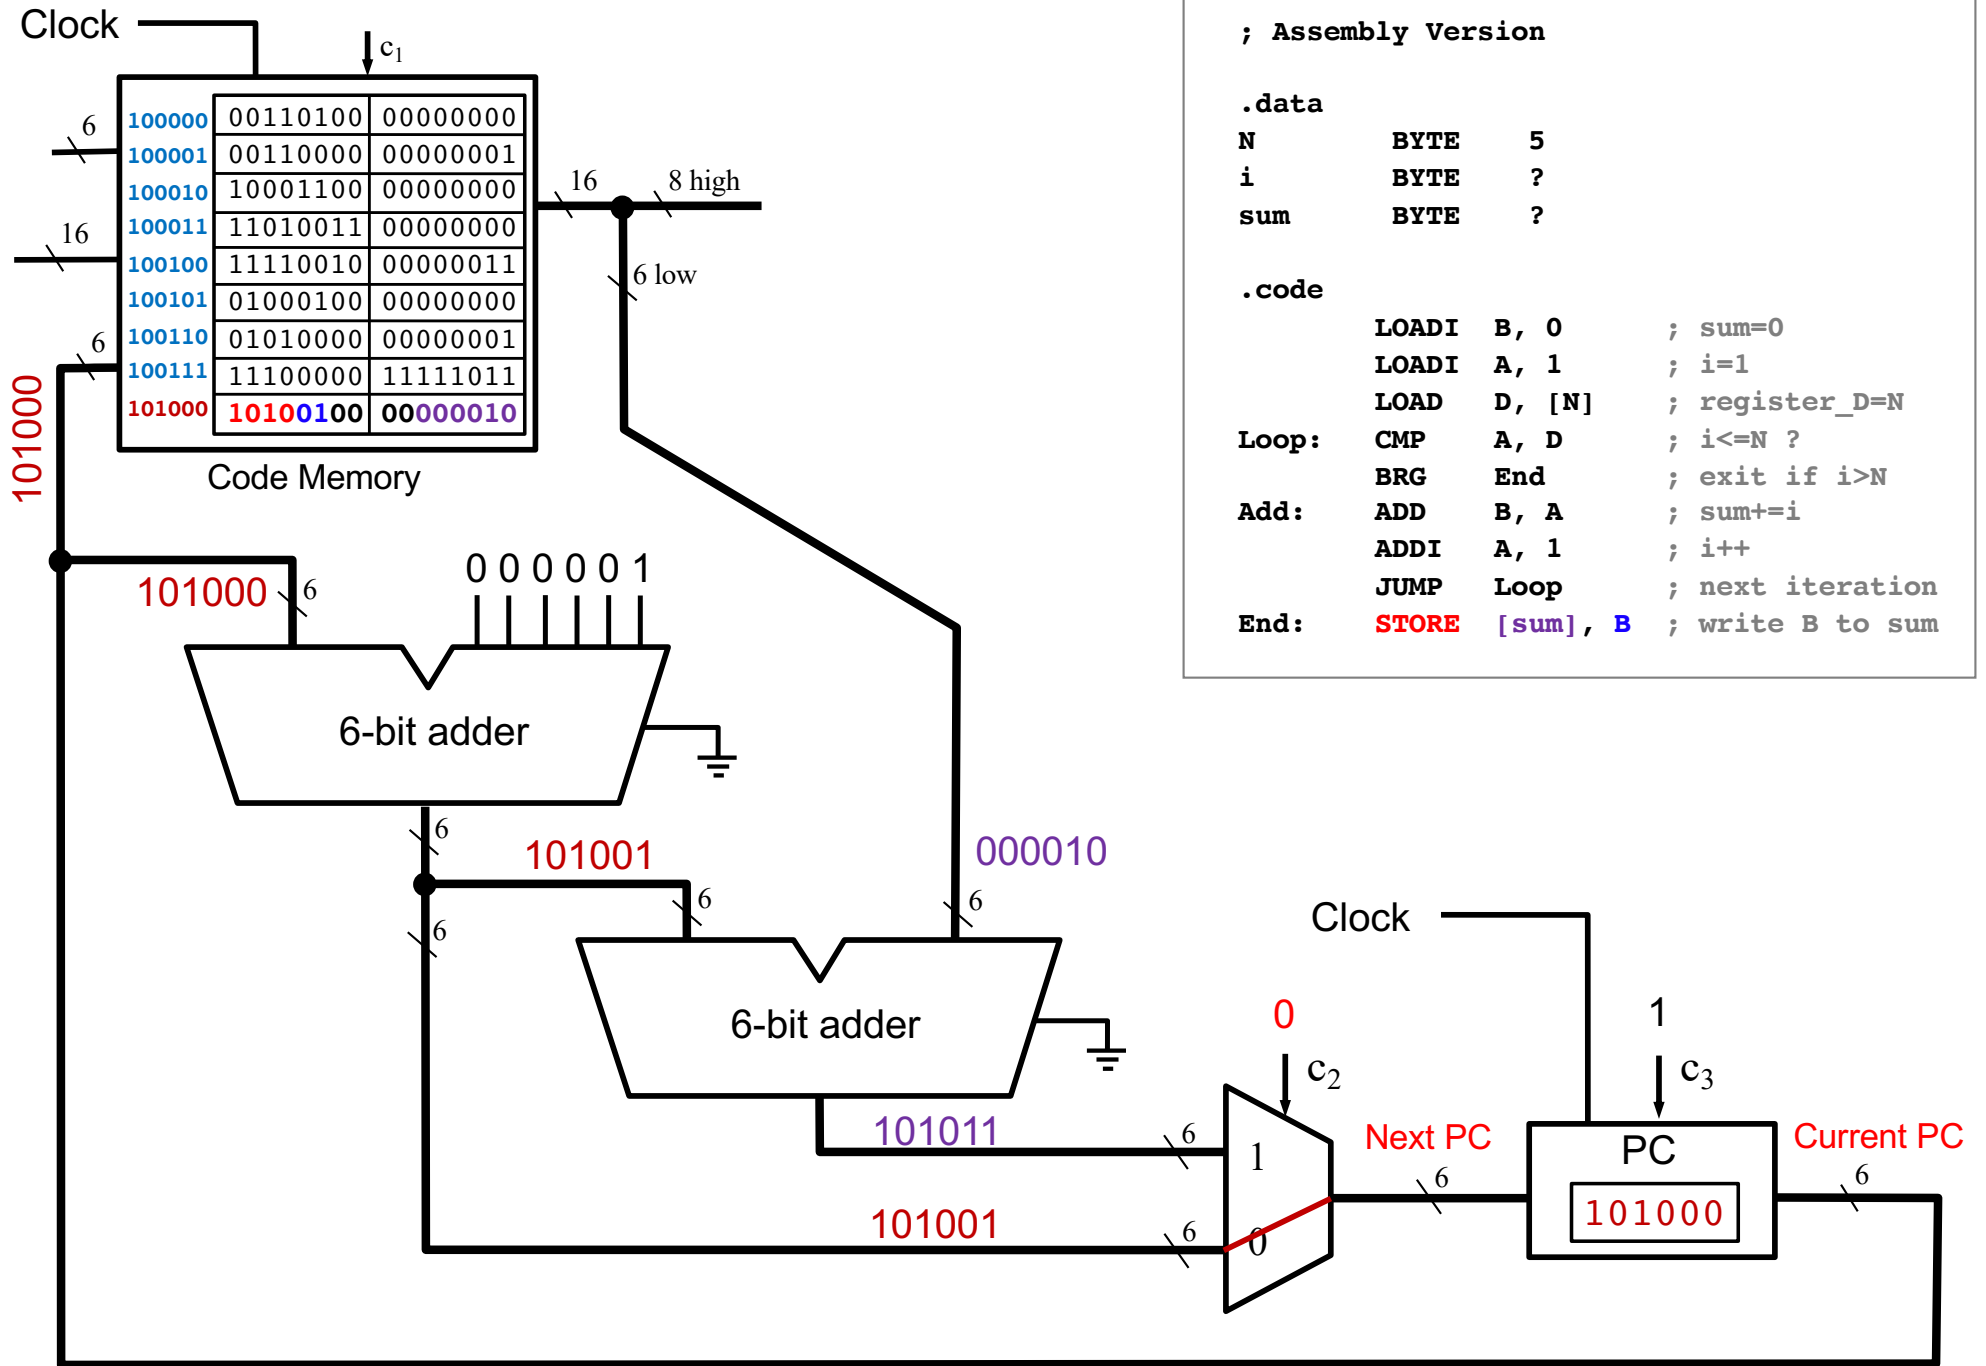 Clock
c1
6
16
6
100000 00110100 00000000
100001 00110000 00000001
100010 10001100 00000000
100011 11010011 00000000
100100 11110010 00000011
100101 01000100 00000000
100110 01010000 00000001
100111 11100000 11111011
101000 10100100 00000010
Code Memory
16
8 high
6 low
101000
101000
6
0 0 0 0 0 1
6-bit adder
6
101001
6
6
000010
6
6-bit adder
101011
6
101001
6
0
c2
1
0
Next PC
6
Clock
1
c3
PC
101000
Current PC
6
; Assembly Version
.data
N BYTE 5
i BYTE ?
sum BYTE ?
.code
LOADI B, 0 ; sum=0
LOADI A, 1 ; i=1
LOAD D, [N] ; register_D=N
Loop: CMP A, D ; i<=N ?
BRG End ; exit if i>N
Add: ADD B, A ; sum+=i
ADDI A, 1 ; i++
JUMP Loop ; next iteration
End: STORE [sum], B ; write B to sum